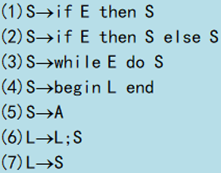 (1)S→if E then S
(2)S→if E then S else S
(3)S→while E do S
(4)S→begin L end
(5)S→A
(6)L→L;S
(7)L→S